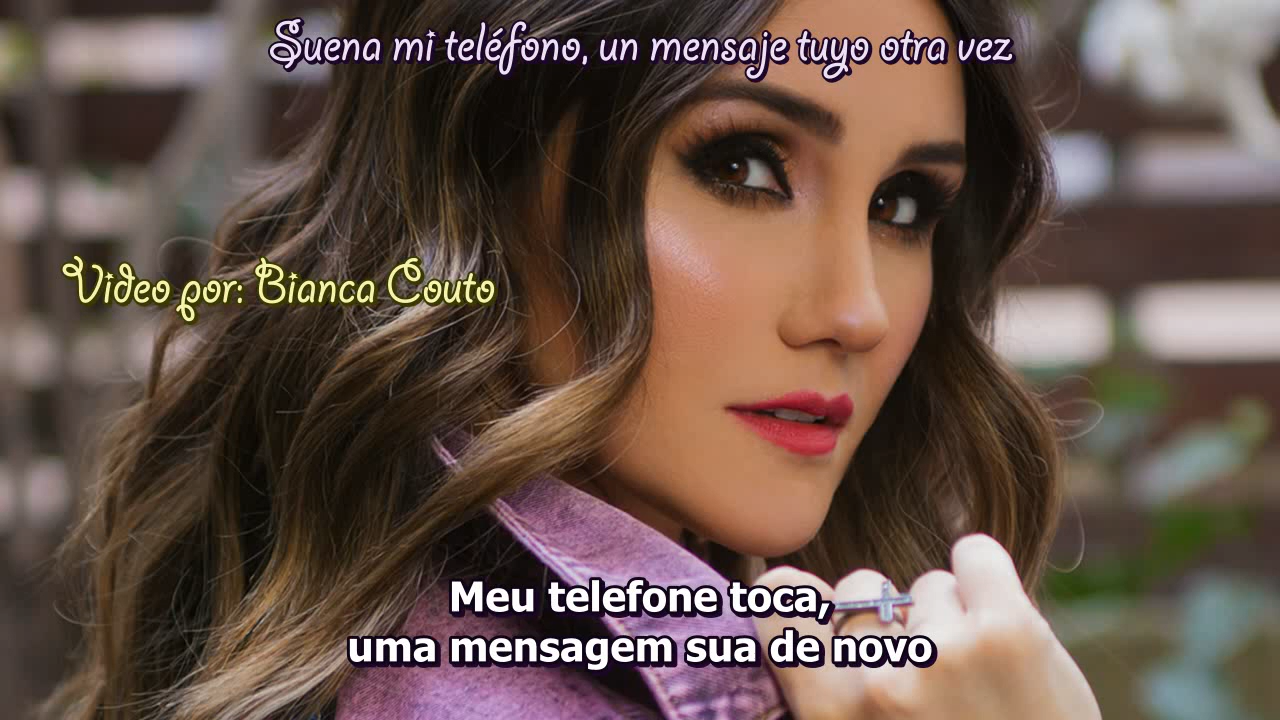 Suena mi teléfono, un mensaje tuyo otra vez
Video por: Bianca Couto
Meu telefone toca,
uma mensagem sua de novo